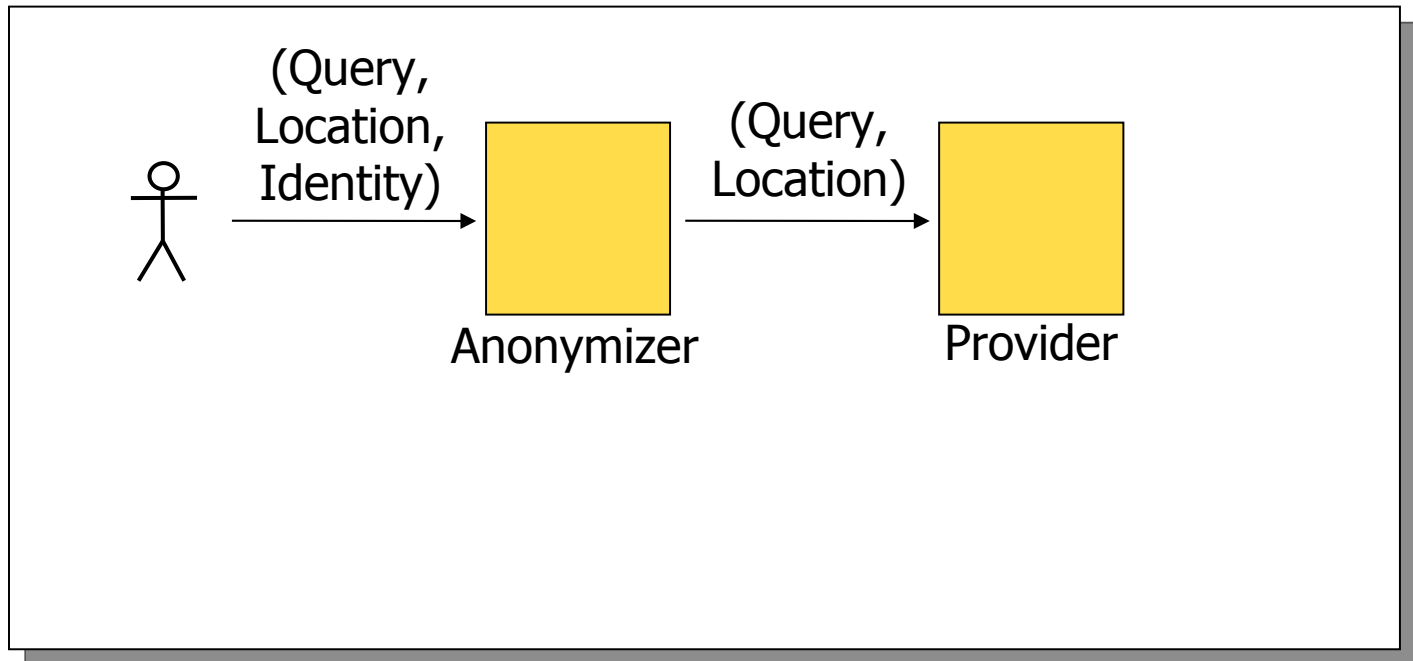 (Query,
Location,
Identity)
(Query,
Location)
Anonymizer
Provider